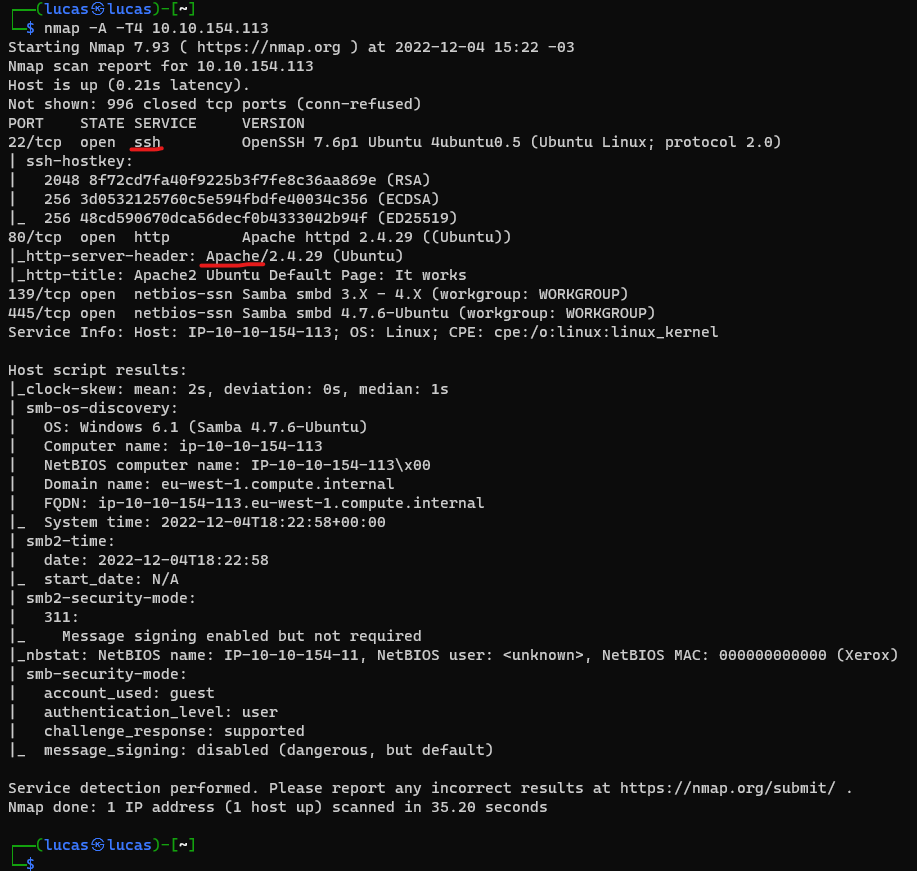 ┌──(lucas㉿lucas)-[~]
└─$ nmap -A -T4 10.10.154.113
Starting Nmap 7.93 ( https://nmap.org ) at 2022-12-04 15:22 -03
Nmap scan report for 10.10.154.113
Host is up (0.21s latency).
Not shown: 996 closed tcp ports (conn-refused)
PORT    STATE SERVICE     VERSION
22/tcp  open  ssh         OpenSSH 7.6p1 Ubuntu 4ubuntu0.5 (Ubuntu Linux; protocol 2.0)
| ssh-hostkey:
|   2048 8f72cd7fa40f9225b3f7fe8c36aa869e (RSA)
|   256 3d0532125760c5e594fbdfe40034c356 (ECDSA)
|_  256 48cd590670dca56decf0b4333042b94f (ED25519)
80/tcp  open  http        Apache httpd 2.4.29 ((Ubuntu))
|_http-server-header: Apache/2.4.29 (Ubuntu)
|_http-title: Apache2 Ubuntu Default Page: It works
139/tcp open  netbios-ssn Samba smbd 3.X - 4.X (workgroup: WORKGROUP)
445/tcp open  netbios-ssn Samba smbd 4.7.6-Ubuntu (workgroup: WORKGROUP)
Service Info: Host: IP-10-10-154-113; OS: Linux; CPE: cpe:/o:linux:linux_kernel

Host script results:
|_clock-skew: mean: 2s, deviation: 0s, median: 1s
| smb-os-discovery:
|   OS: Windows 6.1 (Samba 4.7.6-Ubuntu)
|   Computer name: ip-10-10-154-113
|   NetBIOS computer name: IP-10-10-154-113\x00
|   Domain name: eu-west-1.compute.internal
|   FQDN: ip-10-10-154-113.eu-west-1.compute.internal
|_  System time: 2022-12-04T18:22:58+00:00
| smb2-time:
|   date: 2022-12-04T18:22:58
|_  start_date: N/A
| smb2-security-mode:
|   311:
|_    Message signing enabled but not required
|_nbstat: NetBIOS name: IP-10-10-154-11, NetBIOS user: <unknown>, NetBIOS MAC: 000000000000 (Xerox)
| smb-security-mode:
|   account_used: guest
|   authentication_level: user
|   challenge_response: supported
|_  message_signing: disabled (dangerous, but default)

Service detection performed. Please report any incorrect results at https://nmap.org/submit/ .
Nmap done: 1 IP address (1 host up) scanned in 35.20 seconds

┌──(lucas㉿lucas)-[~]
└─$